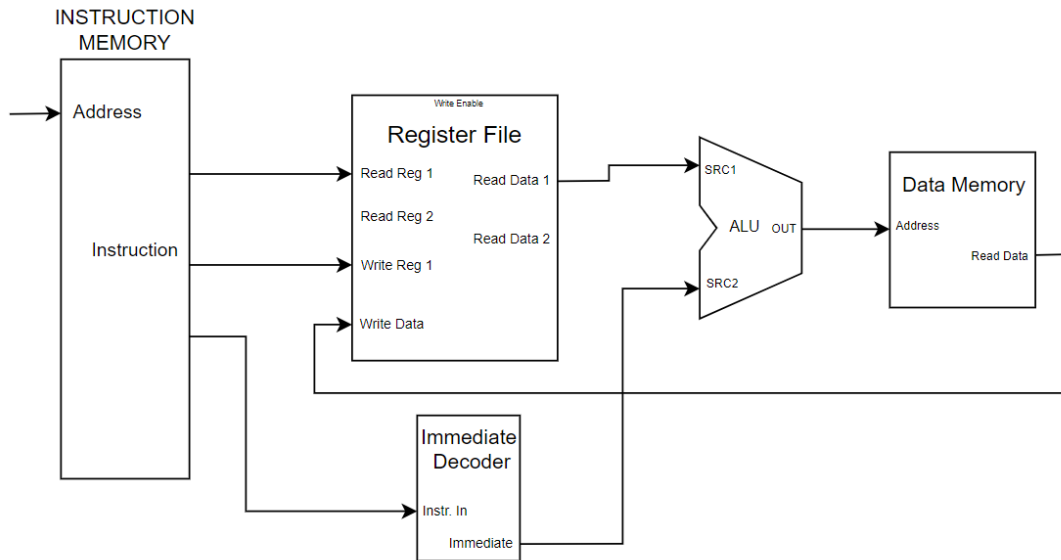 INSTRUCTION
MEMORY
Address
Instruction
Write Enable
Register File
Read Reg 1
Read Data 1
Read Reg 2
Read Data 2
Write Reg 1
Write Data
Immediate
Decoder
Instr. In
Immediate
SRC1
ALU
OUT
SRC2
Data Memory
Address
Read Data